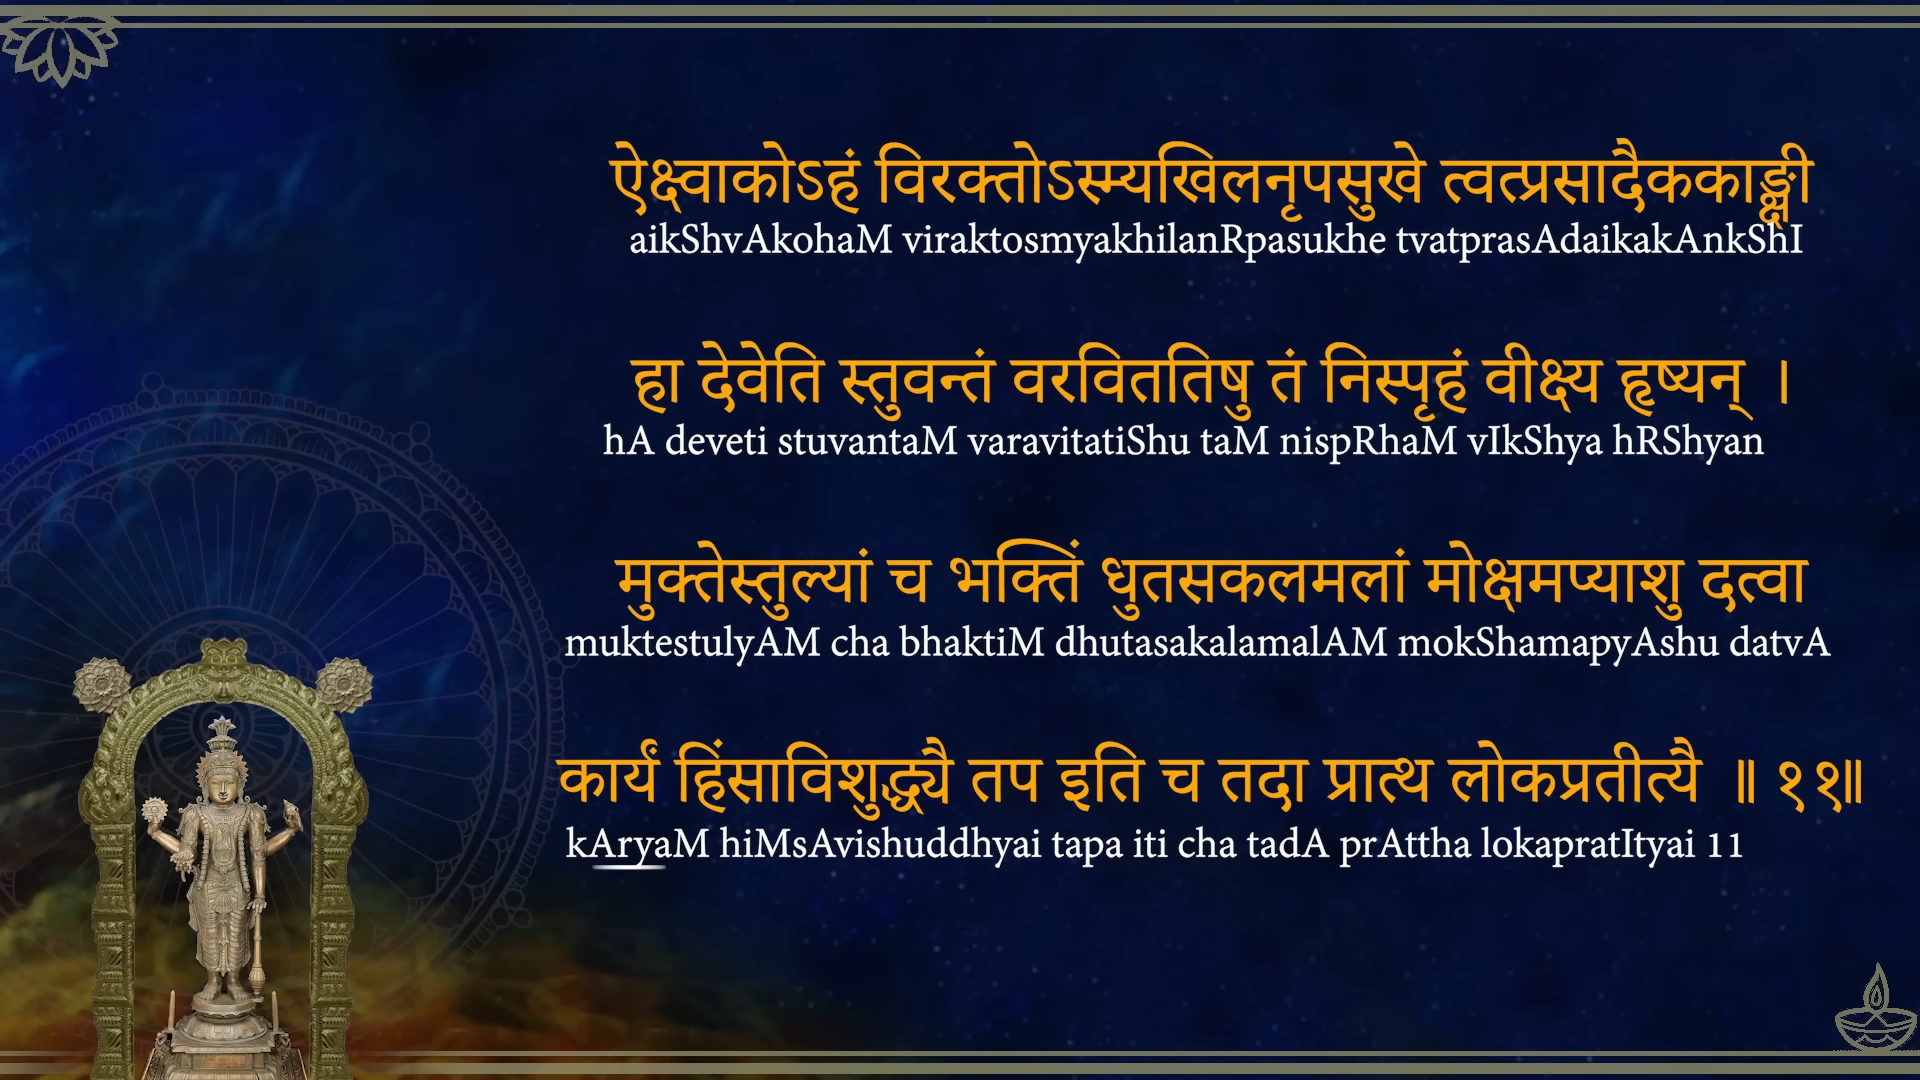 ऐक्ष्वाकोऽहं विरक्तोऽस्म्यखिलनृपसुखे त्वत्प्रसादैककाङ्क्षी
aikShvAkohaM viraktosmyakhilanRpasukhe tvatprasAdaikakAnkShI
हा देवेति स्तुवन्तं वरविततिषु तं निस्पृहं वीक्ष्य हृष्यन् ।
hA deveti stuvantaM varavitatiShu taM nispRhaM vIkShya hRShyan
मुक्तेस्तुल्यां च भक्तिं धुतसकलमलां मोक्षमप्याशु दत्वा
muktestulyAM cha bhaktiM dhutasakalamalAM mokShamapyAshu datvA
कार्यं हिंसाविशुद्ध्यै तप इति च तदा प्रात्थ लोकप्रतीत्यै ॥ ११॥
kAryaM hiMsAvishuddhyai tapa iti cha tadA prAttha lokapratItyai 11